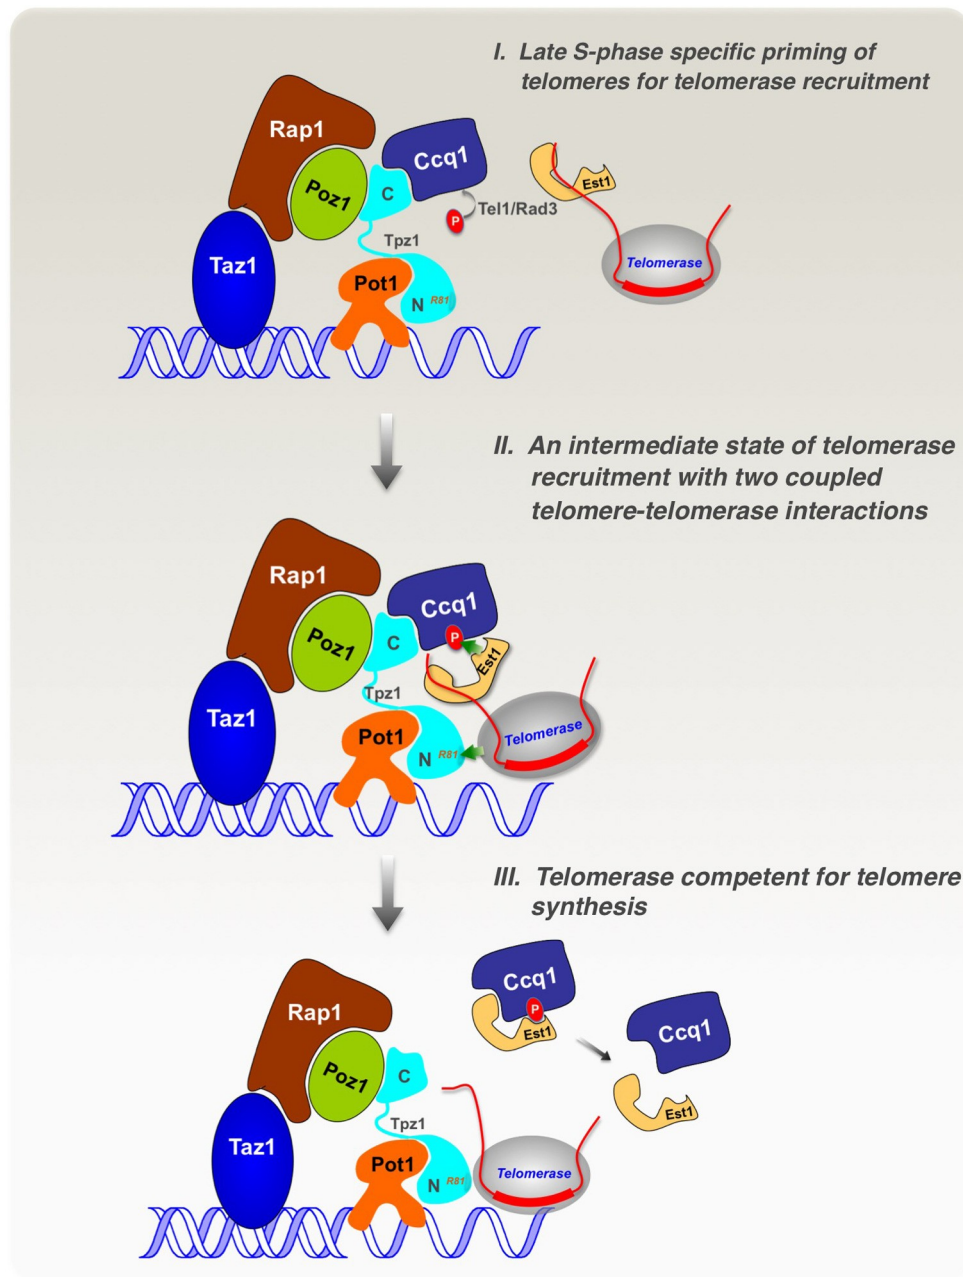 I. Late S-phase specific priming of
telomeres for telomerase recruitment
Rap1
Ccq1
Poz1
C
Est1
P
Tel1/Rad3
Tpz1
Taz1
Telomerase
Pot1
N
R81
II. An intermediate state of telomerase
recruitment with two coupled
telomere-telomerase interactions
Rap1
Ccq1
Poz1
C
P
Est1
Tpz1
Taz1
Pot1
Telomerase
N
R81
III. Telomerase competent for telomere
synthesis
Ccq1
Rap1
P
Est1
Ccq1
Poz1
C
Est1
Tpz1
Taz1
Pot1
Telomerase
N
R81